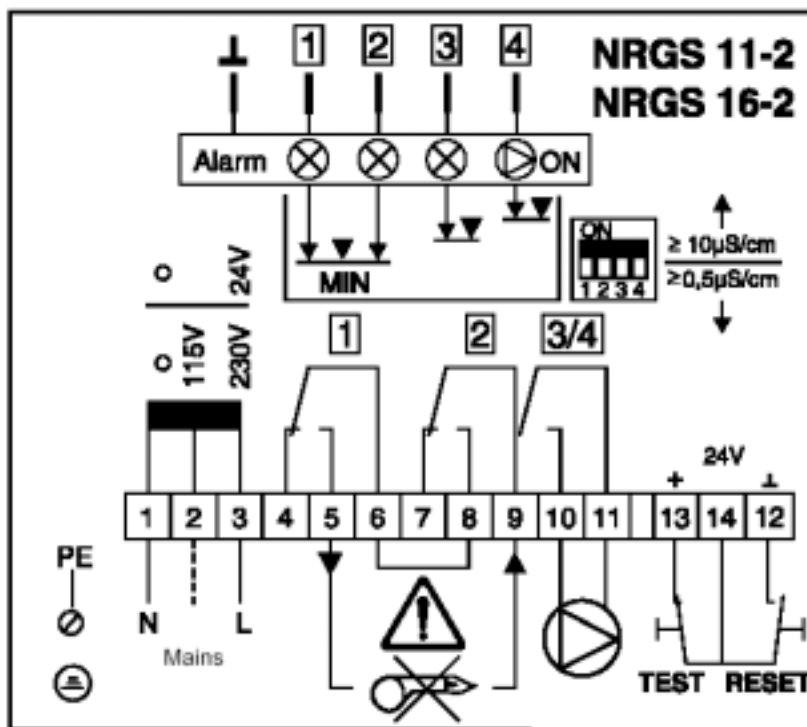 1 2 3 4
NRGS 11-2
NRGS 16-2
Alarm ON
ON
1 2 3 4
≥ 10µS/cm
≥0,5µS/cm
MIN
24V
115V
230V
1 2 3/4
24V
+ ⊥
1 2 3 4 5 6 7 8 9 10 11 13 14 12
PE
N L
Mains
TEST RESET